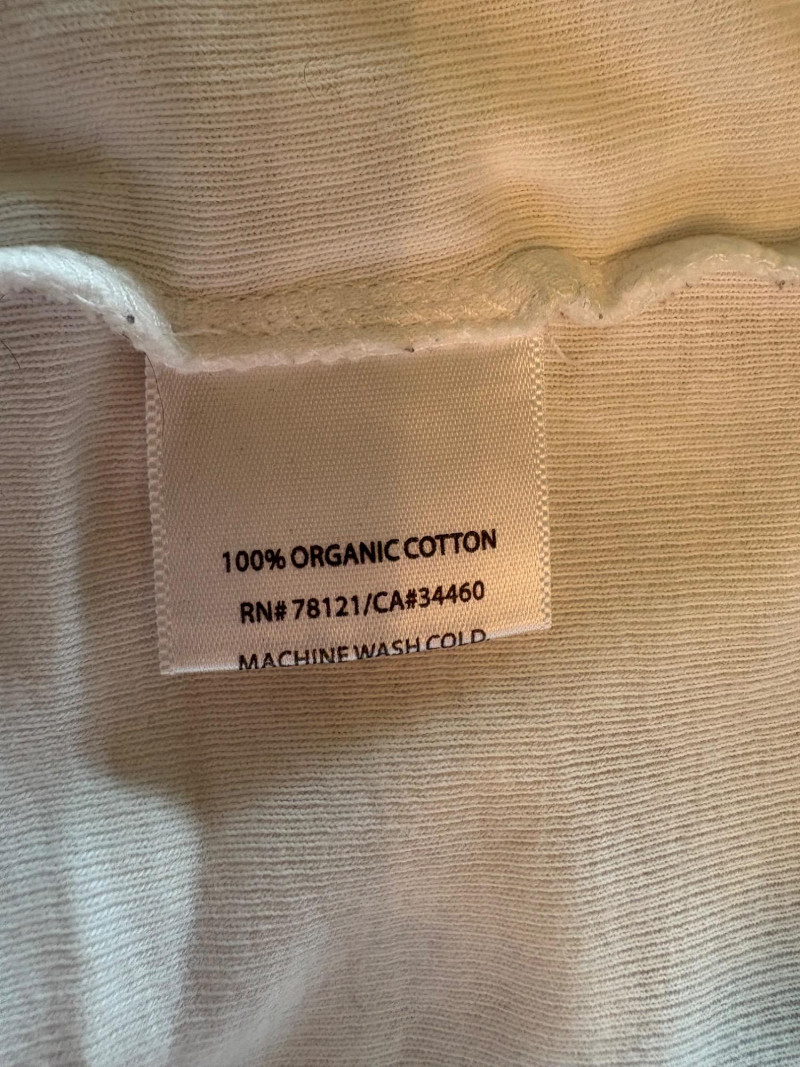 100% ORGANIC COTTON
RN# 78121/CA#34460
MACHINE WASH COLD